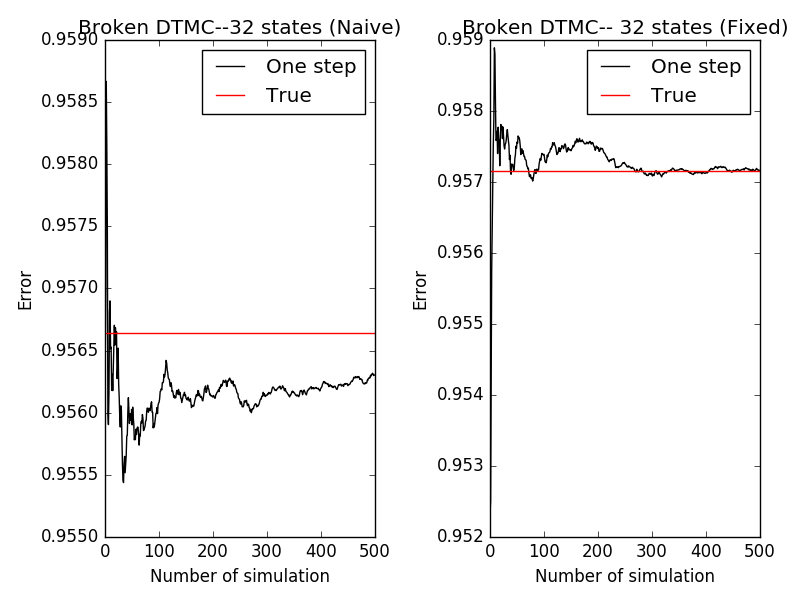 Broken DTMC--32 states (Naive)
0.9590
0.9585
0.9580
0.9575
0.9570
0.9565
0.9560
0.9555
0.9550
Error
One step
True
0 100 200 300 400 500
Number of simulation
Broken DTMC-- 32 states (Fixed)
0.959
0.958
0.957
0.956
0.955
0.954
0.953
0.952
Error
One step
True
0 100 200 300 400 500
Number of simulation